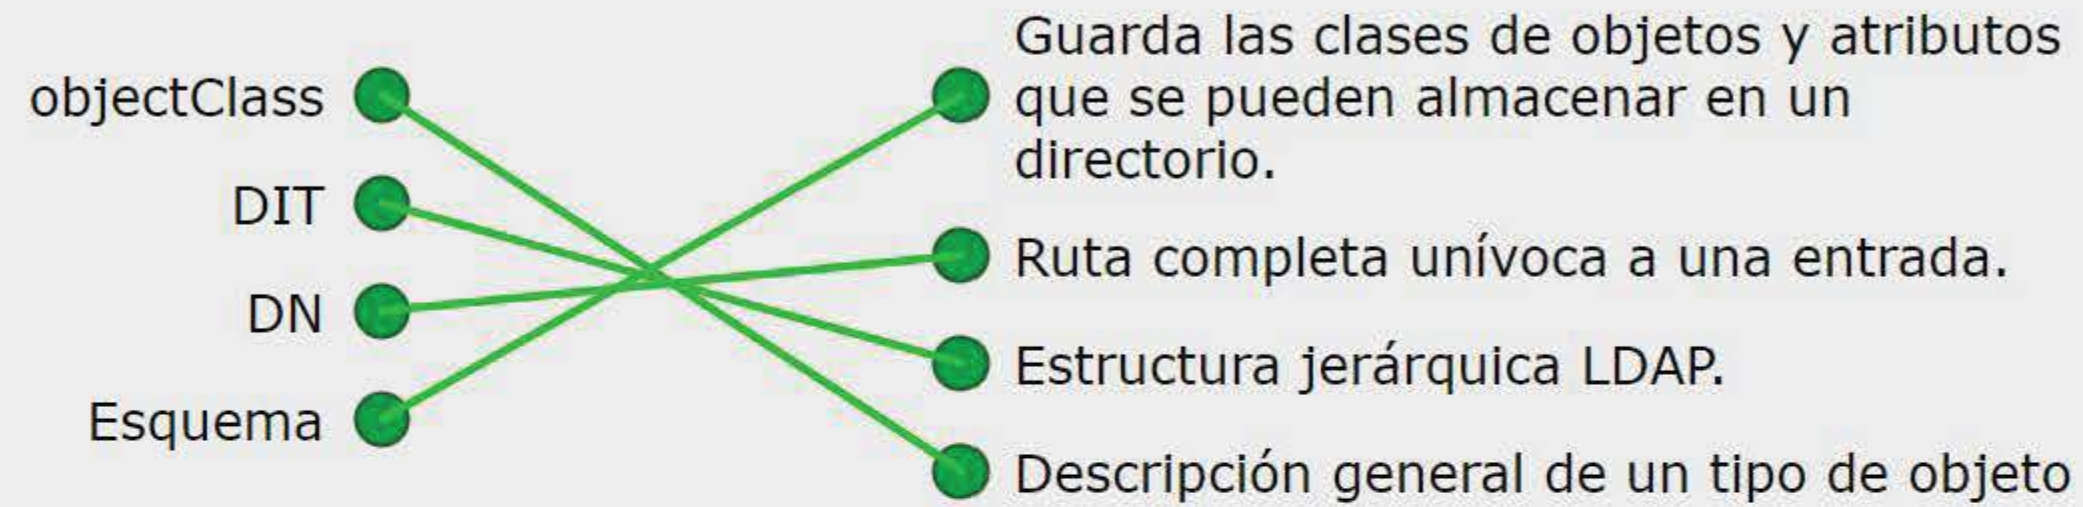 objectClass
DIT
DN
Esquema
Guarda las clases de objetos y atributos
que se pueden almacenar en un
directorio.
Ruta completa unívoca a una entrada.
Estructura jerárquica LDAP.
Descripción general de un tipo de objeto